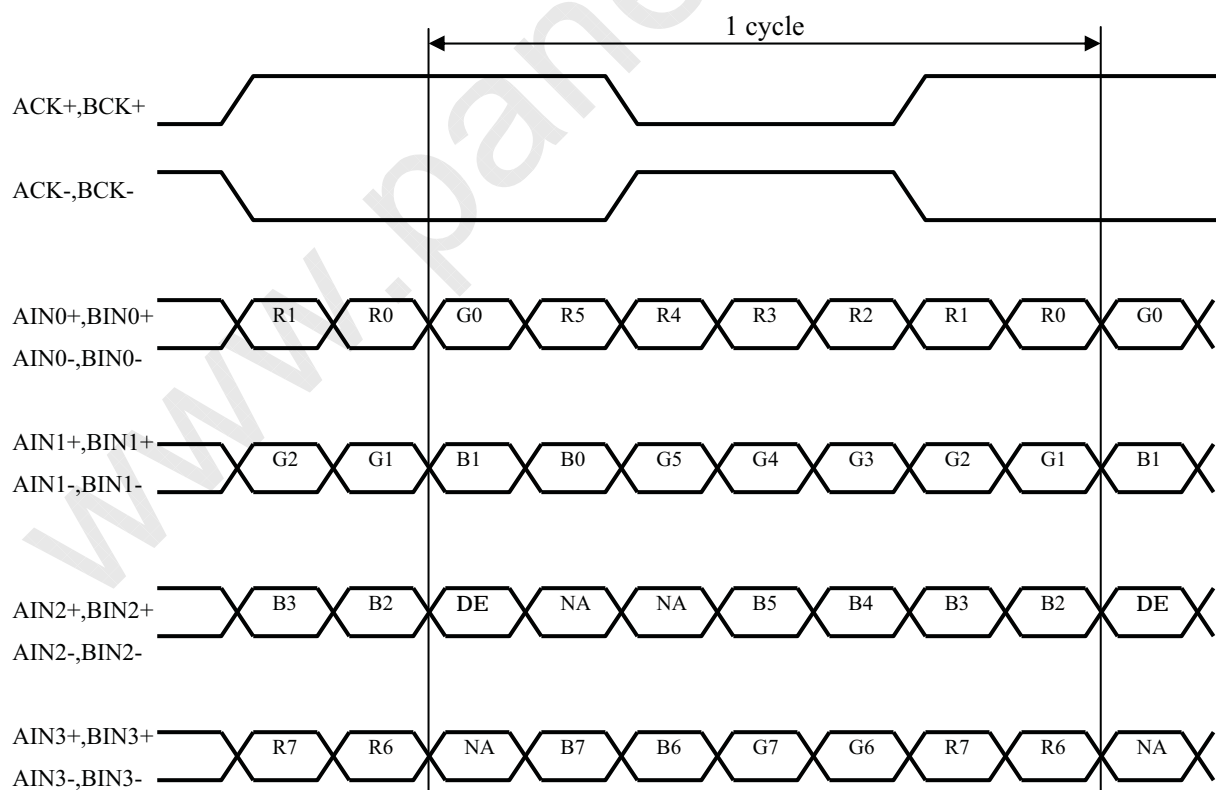 1 cycle
ACK+,BCK+
ACK-,BCK-
AIN0+,BIN0+
R1 R0 G0 R5 R4 R3 R2 R1 R0 G0
AIN0-,BIN0-
AIN1+,BIN1+
G2 G1 B1 B0 G5 G4 G3 G2 G1 B1
AIN1-,BIN1-
AIN2+,BIN2+
B3 B2 DE NA NA B5 B4 B3 B2 DE
AIN2-,BIN2-
AIN3+,BIN3+
R7 R6 NA B7 B6 G7 G6 R7 R6 NA
AIN3-,BIN3-
www.pane